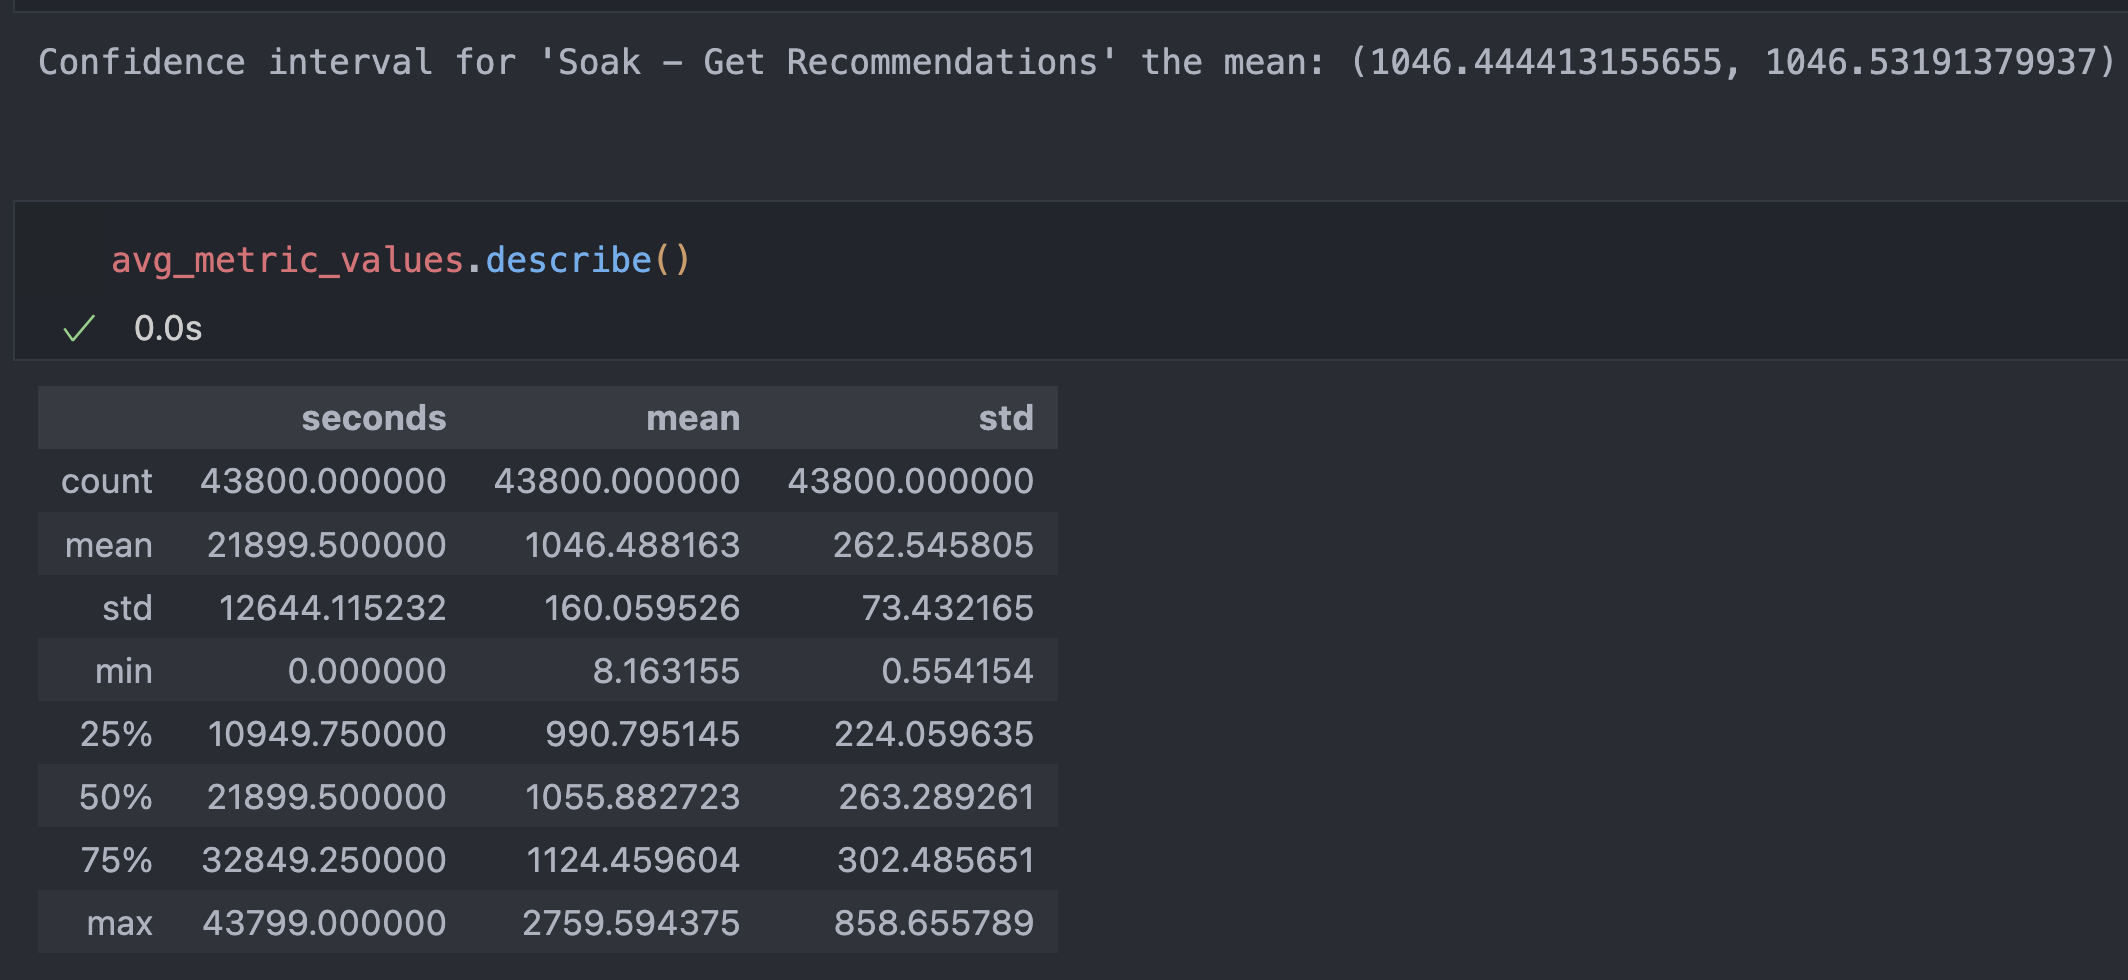 Confidence interval for 'Soak – Get Recommendations' the mean: (1046.444413155655, 1046.53191379937)
avg_metric_values.describe()
0.0s
seconds mean std
count 43800.000000 43800.000000 43800.000000
mean 21899.500000 1046.488163 262.545805
std 12644.115232 160.059526 73.432165
min 0.000000 8.163155 0.554154
25% 10949.750000 990.795145 224.059635
50% 21899.500000 1055.882723 263.289261
75% 32849.250000 1124.459604 302.485651
max 43799.000000 2759.594375 858.655789